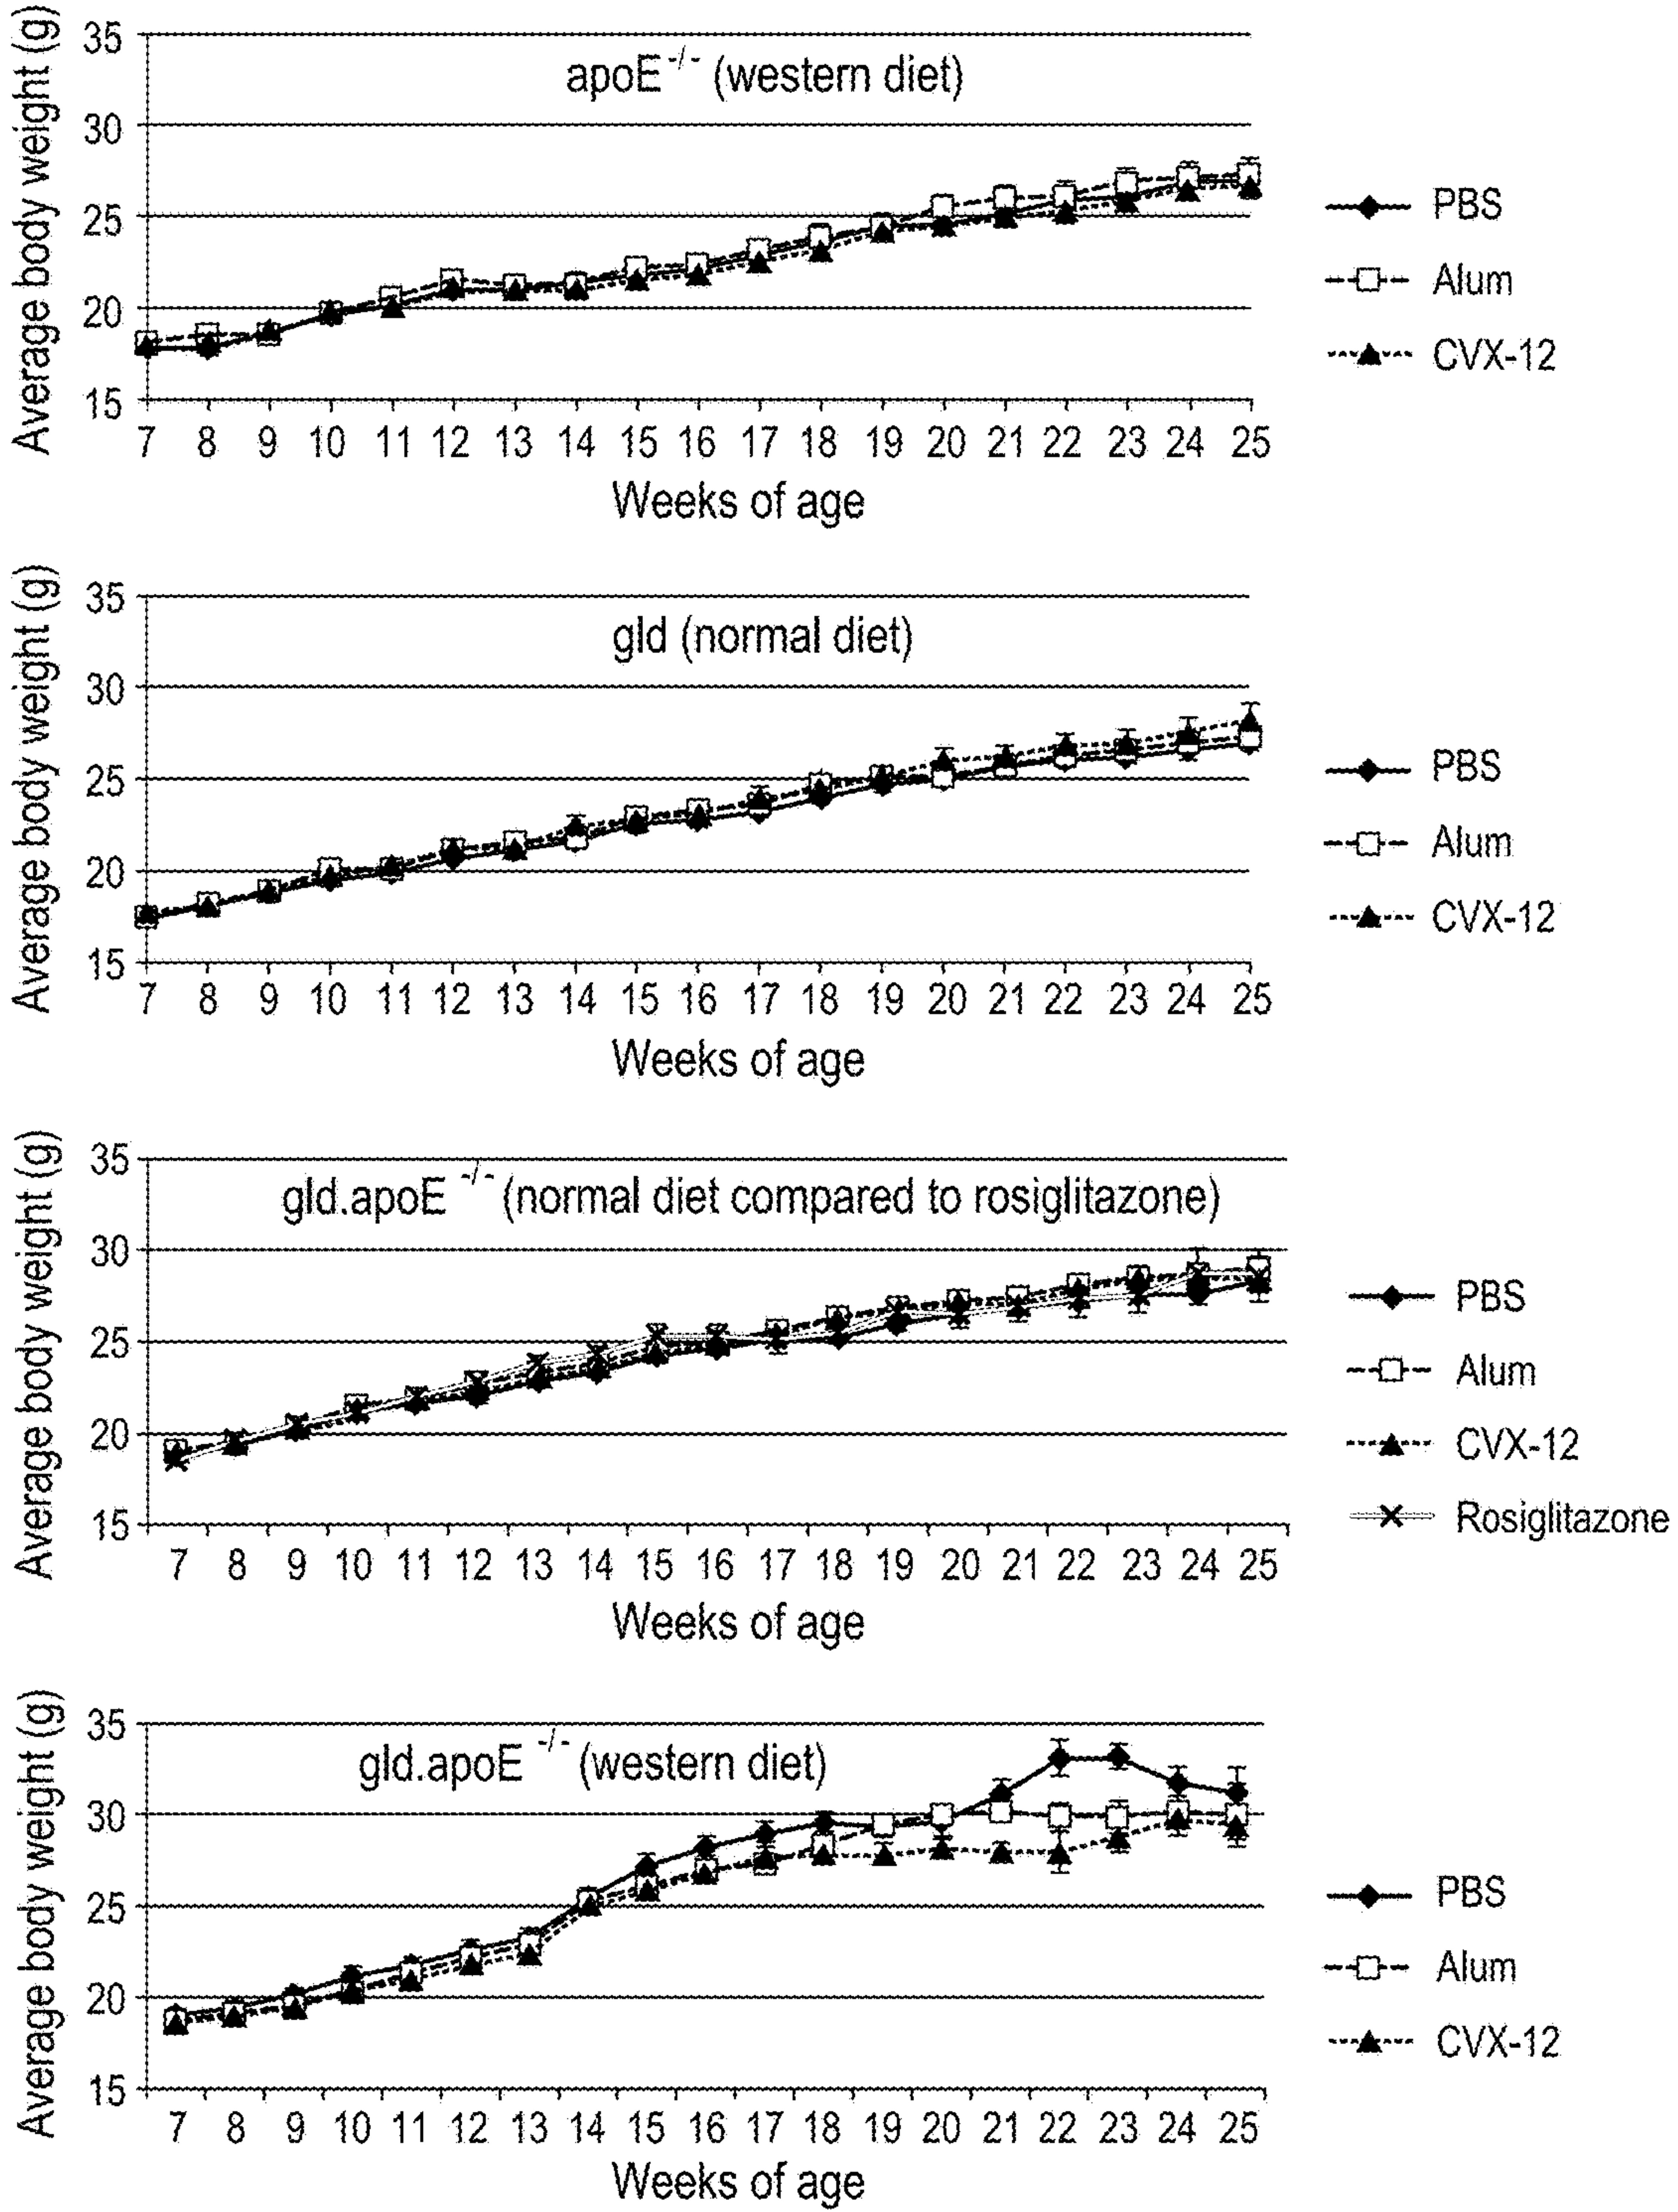 Average body weight (g)
35
30
25
20
15
apoE -/- (western diet)
PBS
Alum
CVX-12
7 8 9 10 11 12 13 14 15 16 17 18 19 20 21 22 23 24 25
Weeks of age
Average body weight (g)
35
30
25
20
15
gld (normal diet)
PBS
Alum
CVX-12
7 8 9 10 11 12 13 14 15 16 17 18 19 20 21 22 23 24 25
Weeks of age
Average body weight (g)
35
30
25
20
15
gld.apoE -/- (normal diet compared to rosiglitazone)
PBS
Alum
CVX-12
Rosiglitazone
7 8 9 10 11 12 13 14 15 16 17 18 19 20 21 22 23 24 25
Weeks of age
Average body weight (g)
35
30
25
20
15
gld.apoE -/- (western diet)
PBS
Alum
CVX-12
7 8 9 10 11 12 13 14 15 16 17 18 19 20 21 22 23 24 25
Weeks of age